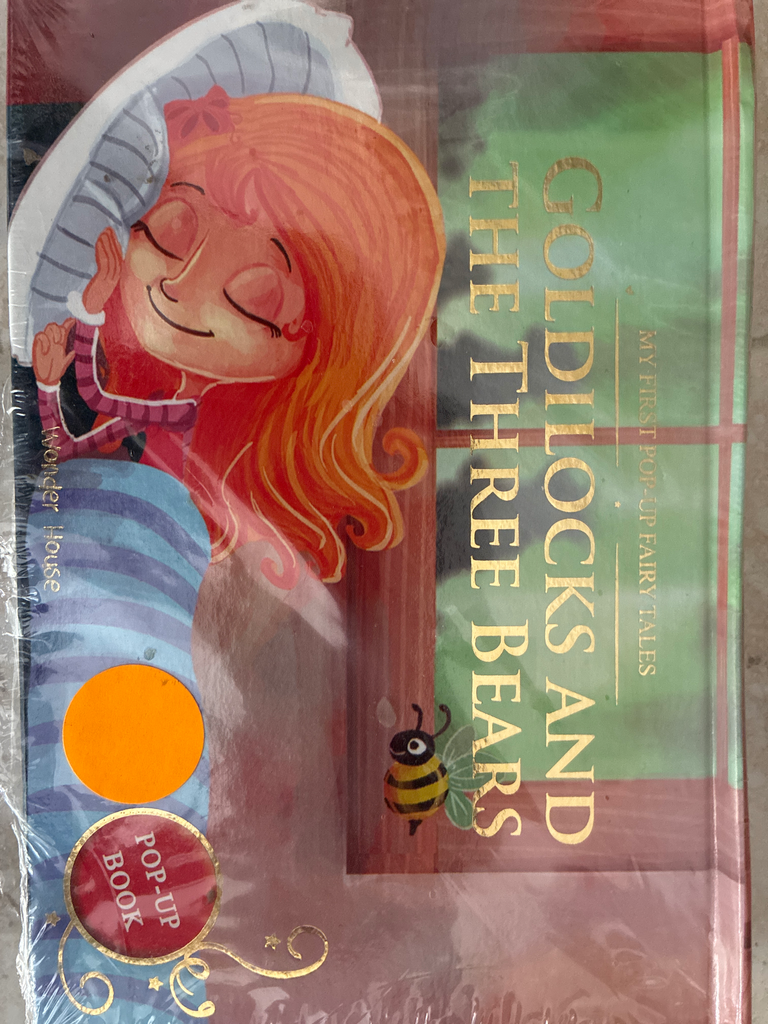 MY FIRST POP-UP FAIRY TALES
GOLDILOCKS AND
THE THREE BEARS
POP-UP
BOOK
Wonder House